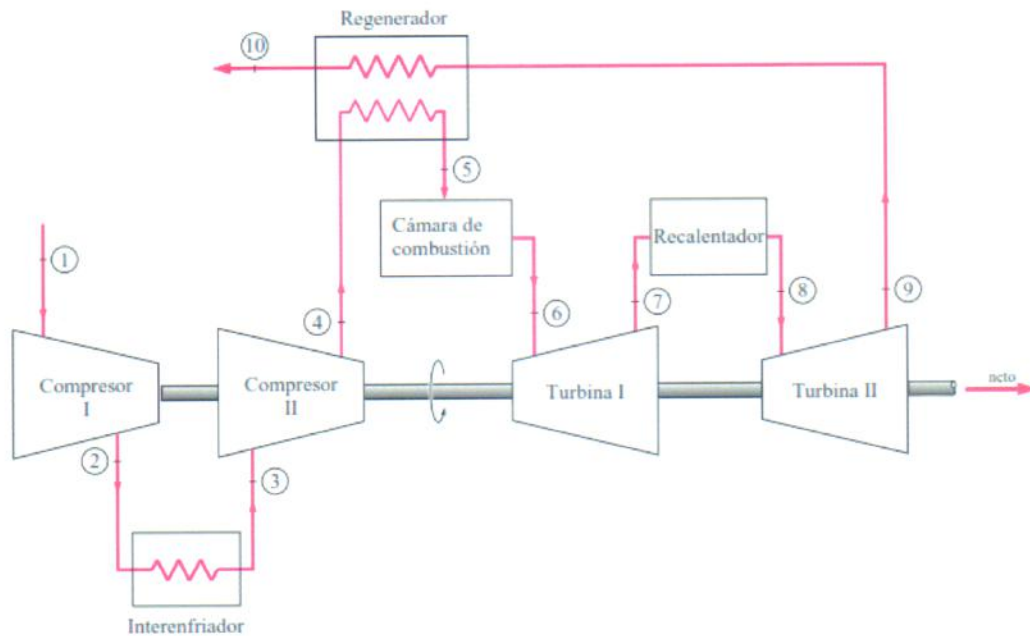 Regenerador
10
5
Cámara de
combustión
Recalentador
1
4
6
7
8
9
Compresor
I
Compresor
II
Turbina I
Turbina II
neto
2
3
Interenfriador